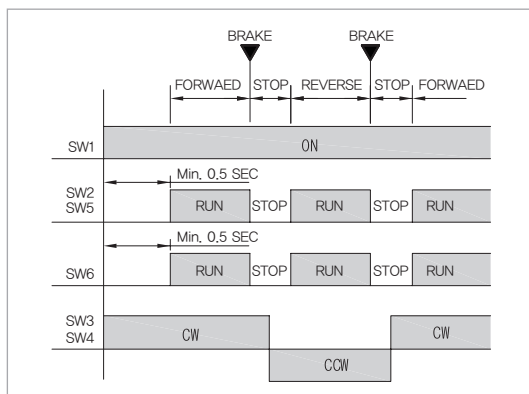 BRAKE BRAKE
FORWAED STOP REVERSE STOP FORWAED
SW1 ON
Min. 0.5 SEC
SW2
SW5
RUN STOP RUN STOP RUN
Min. 0.5 SEC
SW6 RUN STOP RUN STOP RUN
SW3
SW4
CW CCW CW